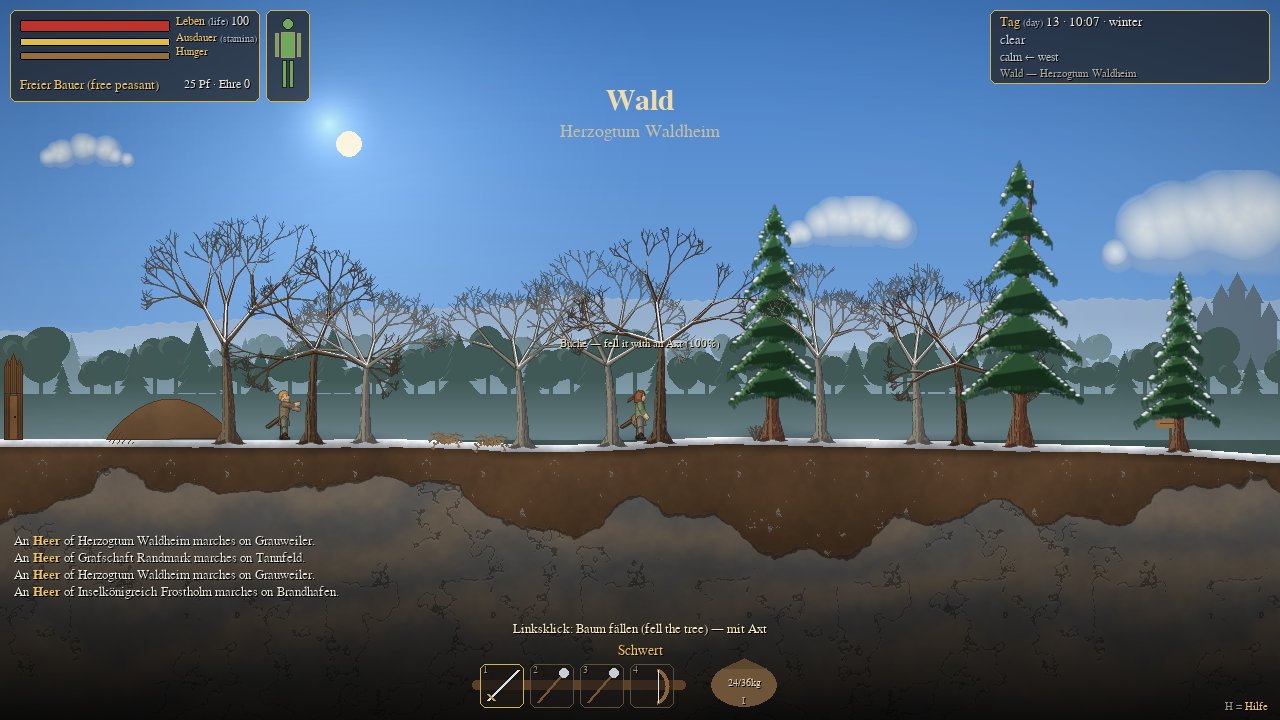 Leben (life) 100
Ausdauer (stamina)
Hunger
Freier Bauer (free peasant) 25 Pf · Ehre 0
Tag (day) 13 · 10:07 · winter
clear
calm ← west
Wald — Herzogtum Waldheim
Wald
Herzogtum Waldheim
Buche — fell it with an Axt (100%)
An Heer of Herzogtum Waldheim marches on Grauweiler.
An Heer of Grafschaft Randmark marches on Tannfeld.
An Heer of Herzogtum Waldheim marches on Grauweiler.
An Heer of Inselkönigreich Frostholm marches on Brandhafen.
Linksklick: Baum fällen (fell the tree) — mit Axt
Schwert
1 2 3 4
24/36kg
I
H = Hilfe